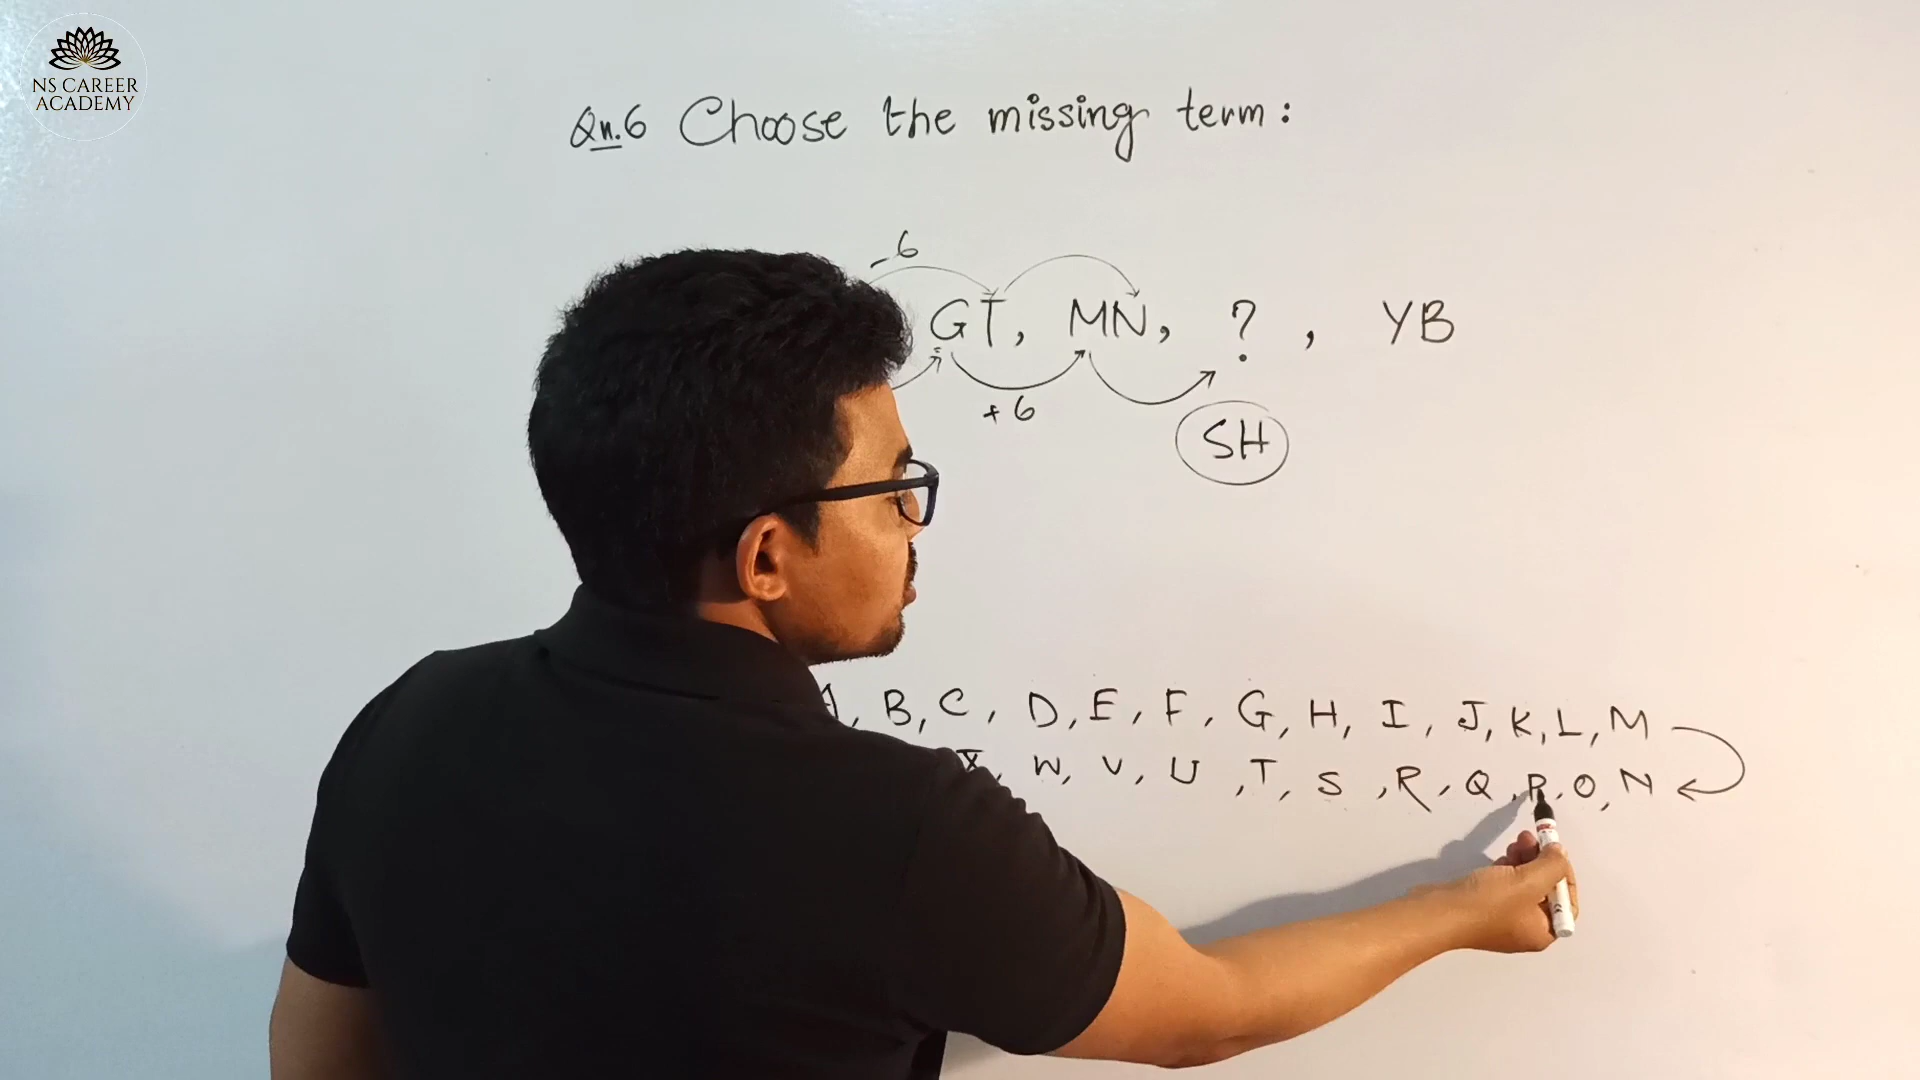 NS CAREER
ACADEMY
Qn.6 Choose the missing term:
-6
GT, MN, ? , YB
+6
SH
A, B, C, D, E, F, G, H, I, J, K, L, M
X, W, V, U, T, S, R, Q, P, O, N